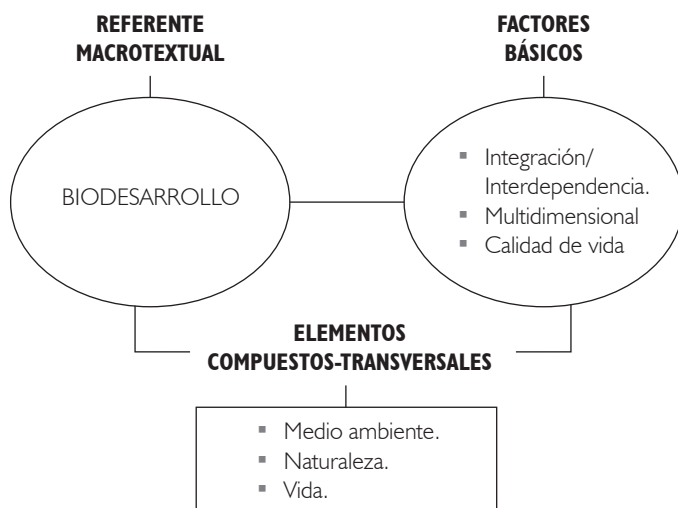 REFERENTE
MACROTEXTUAL
BIODESARROLLO
FACTORES
BÁSICOS
▪ Integración/
Interdependencia.
▪ Multidimensional
▪ Calidad de vida
ELEMENTOS
COMPUESTOS-TRANSVERSALES
▪ Medio ambiente.
▪ Naturaleza.
▪ Vida.